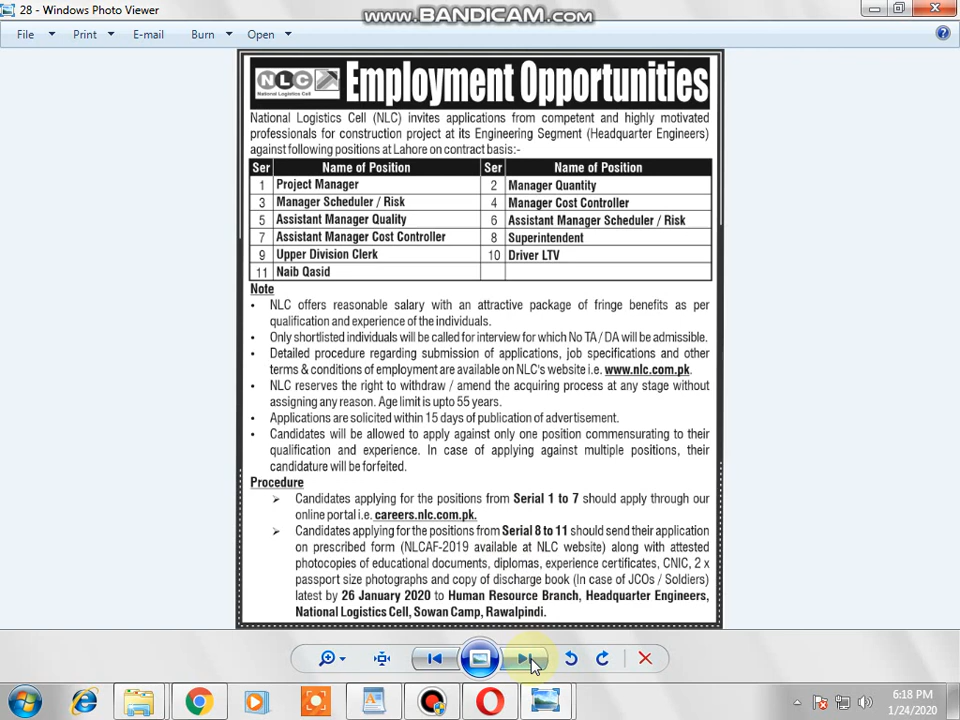 28 - Windows Photo Viewer
www.BANDICAM.com
File Print E-mail Burn Open
NLC
National Logistics Cell
Employment Opportunities
National Logistics Cell (NLC) invites applications from competent and highly motivated
professionals for construction project at its Engineering Segment (Headquarter Engineers)
against following positions at Lahore on contract basis:-
Ser Name of Position Ser Name of Position
1 Project Manager 2 Manager Quantity
3 Manager Scheduler / Risk 4 Manager Cost Controller
5 Assistant Manager Quality 6 Assistant Manager Scheduler / Risk
7 Assistant Manager Cost Controller 8 Superintendent
9 Upper Division Clerk 10 Driver LTV
11 Naib Qasid
Note
• NLC offers reasonable salary with an attractive package of fringe benefits as per
qualification and experience of the individuals.
• Only shortlisted individuals will be called for interview for which No TA / DA will be admissible.
• Detailed procedure regarding submission of applications, job specifications and other
terms & conditions of employment are available on NLC's website i.e. www.nlc.com.pk.
• NLC reserves the right to withdraw / amend the acquiring process at any stage without
assigning any reason. Age limit is upto 55 years.
• Applications are solicited within 15 days of publication of advertisement.
• Candidates will be allowed to apply against only one position commensurating to their
qualification and experience. In case of applying against multiple positions, their
candidature will be forfeited.
Procedure
➢ Candidates applying for the positions from Serial 1 to 7 should apply through our
online portal i.e. careers.nlc.com.pk.
➢ Candidates applying for the positions from Serial 8 to 11 should send their application
on prescribed form (NLCAF-2019 available at NLC website) along with attested
photocopies of educational documents, diplomas, experience certificates, CNIC, 2 x
passport size photographs and copy of discharge book (In case of JCOs / Soldiers)
latest by 26 January 2020 to Human Resource Branch, Headquarter Engineers,
National Logistics Cell, Sowan Camp, Rawalpindi.
6:18 PM
1/24/2020